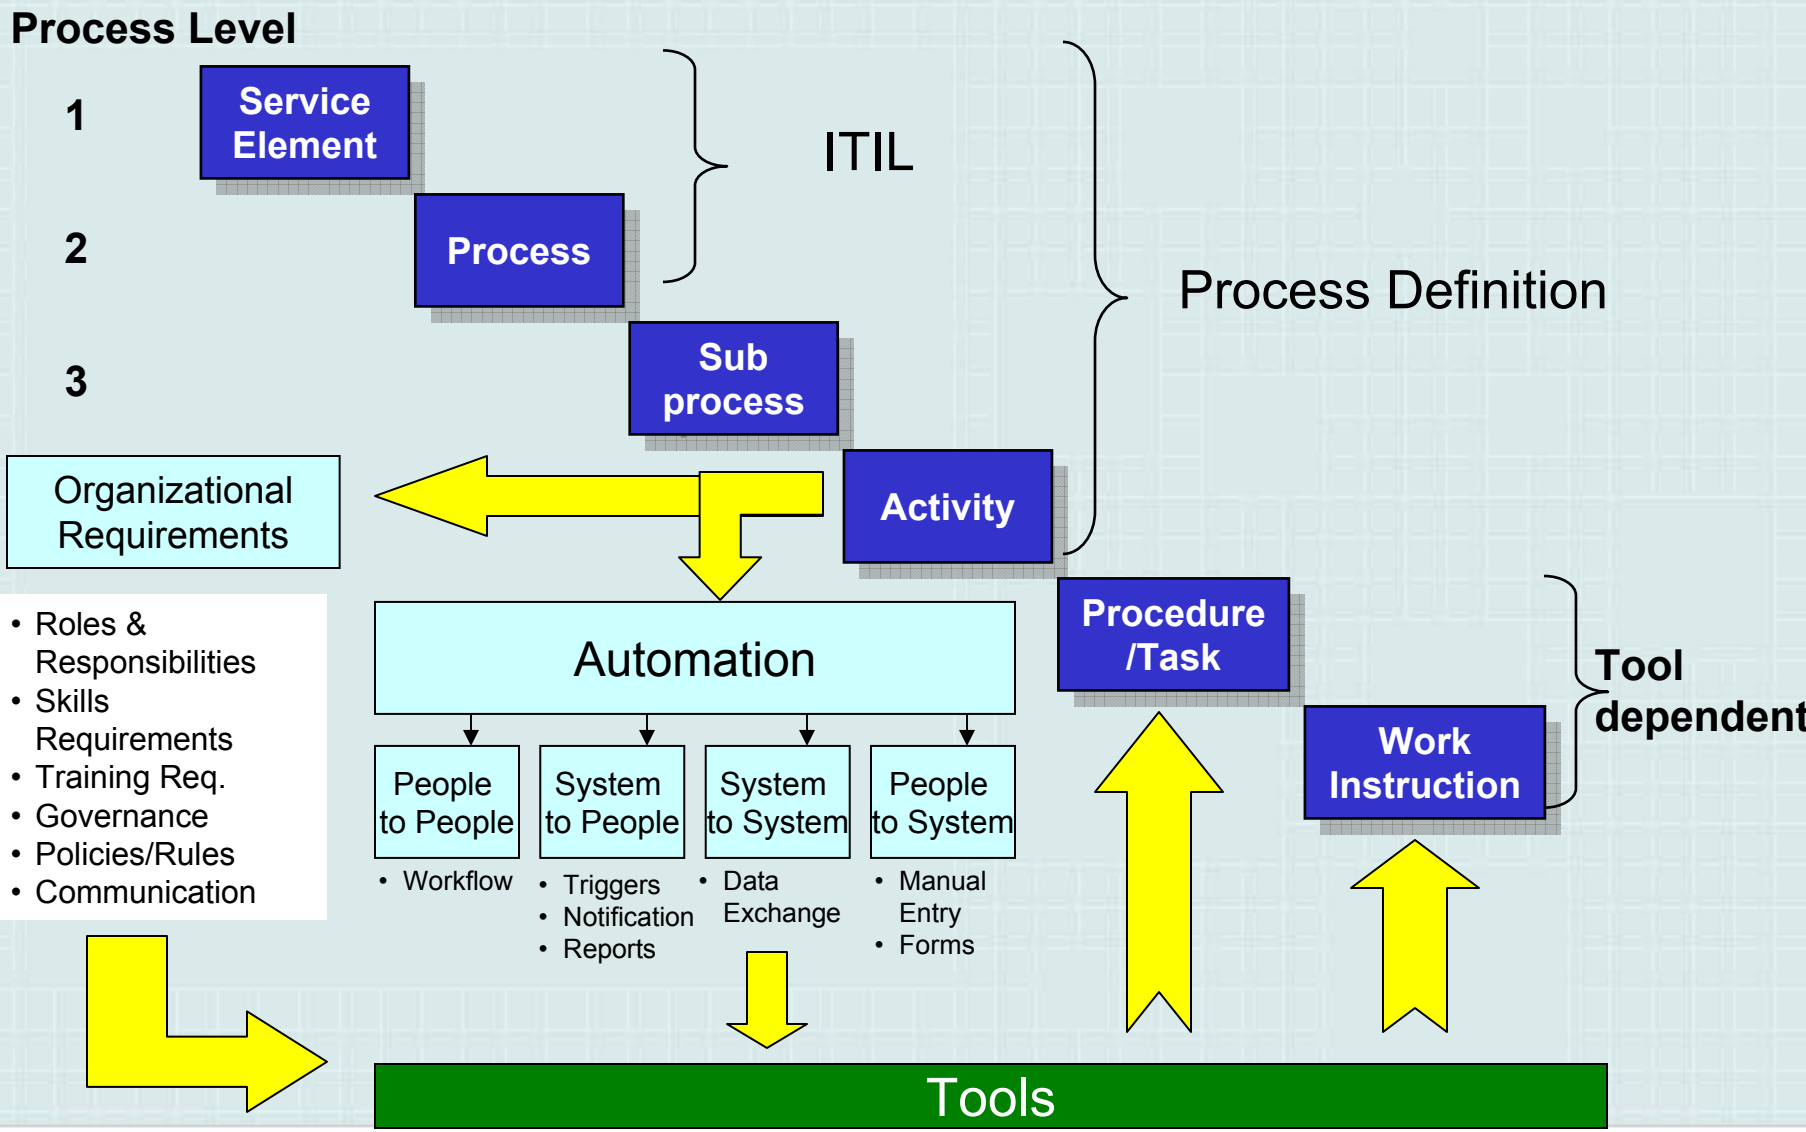 Process Level
1
Service
Element
ITIL
2
Process
Process Definition
3
Sub
process
Organizational
Requirements
Activity
• Roles &
Responsibilities
• Skills
Requirements
• Training Req.
• Governance
• Policies/Rules
• Communication
Automation
Procedure
/Task
Tool
dependent
Work
Instruction
People
to People
System
to People
System
to System
People
to System
• Workflow
• Triggers
• Notification
• Reports
• Data
Exchange
• Manual
Entry
• Forms
Tools